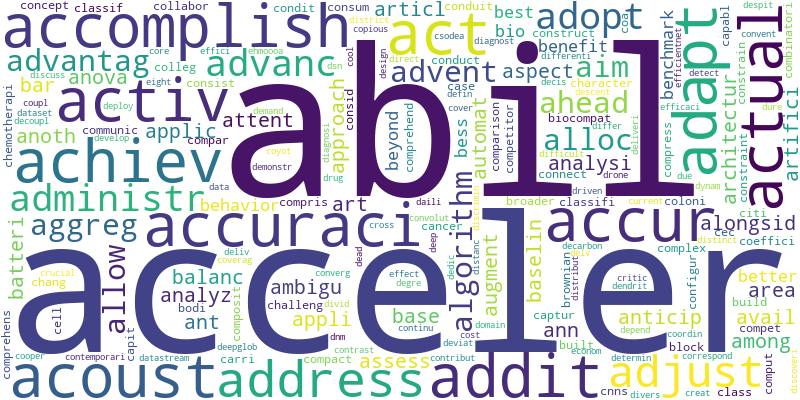 concept
classif
collabor
condit
consum
articl
conduit
best
despit
convent
accomplish
act
adopt
district
copious
bio
construct
benefit
actual
capabl
combinatori
core
effici
ehmoooa
cool
coa
csodea
diagnost
differenti
advantag
advanc
advent
aspect
aim
benchmark
efficientnet
detect
constrain
discuss
colleg
dsn
direct
design
conduct
case
defin
decis
character
descent
efficaci
bar
anova
consist
eight
deploy
demand
activ
abil
approach
consid
beyond
comprehend
cover
comparison
competitor
biocompat
ahead
adapt
architectur
constraint
artifici
dure
coupl
dataset
decoupl
chemotherapi
anoth
communic
applic
attent
compar
develop
demonstr
diagnosi
drug
coyot
bess
automat
differ
deliveri
compress
alloc
difficult
analysi
connect
drone
due
dynam
achiev
administr
data
behavior
compris
art
daili
classifi
driven
broader
current
coloni
aggreg
accuraci
convolut
cancer
cross
dead
deep
algorithm
accur
citi
cec
alongsid
coeffici
batteri
deliv
coverag
decarbon
complex
distinct
crucial
chang
allow
balanc
analyz
ambigu
converg
effect
degre
dedic
distanc
augment
baselin
brownian
distribut
critic
dendrit
configur
better
area
bodi
challeng
acceler
captur
ann
anticip
avail
build
comprehens
cell
ant
composit
appli
divid
base
dnm
continu
domain
cost
built
depend
coordin
compet
among
cooper
contemporari
capit
datastream
deepglob
carri
contrast
compact
assess
deviat
contribut
econom
determin
block
correspond
comput
discoveri
acoust
address
addit
adjust
cnns
divers
creat
class